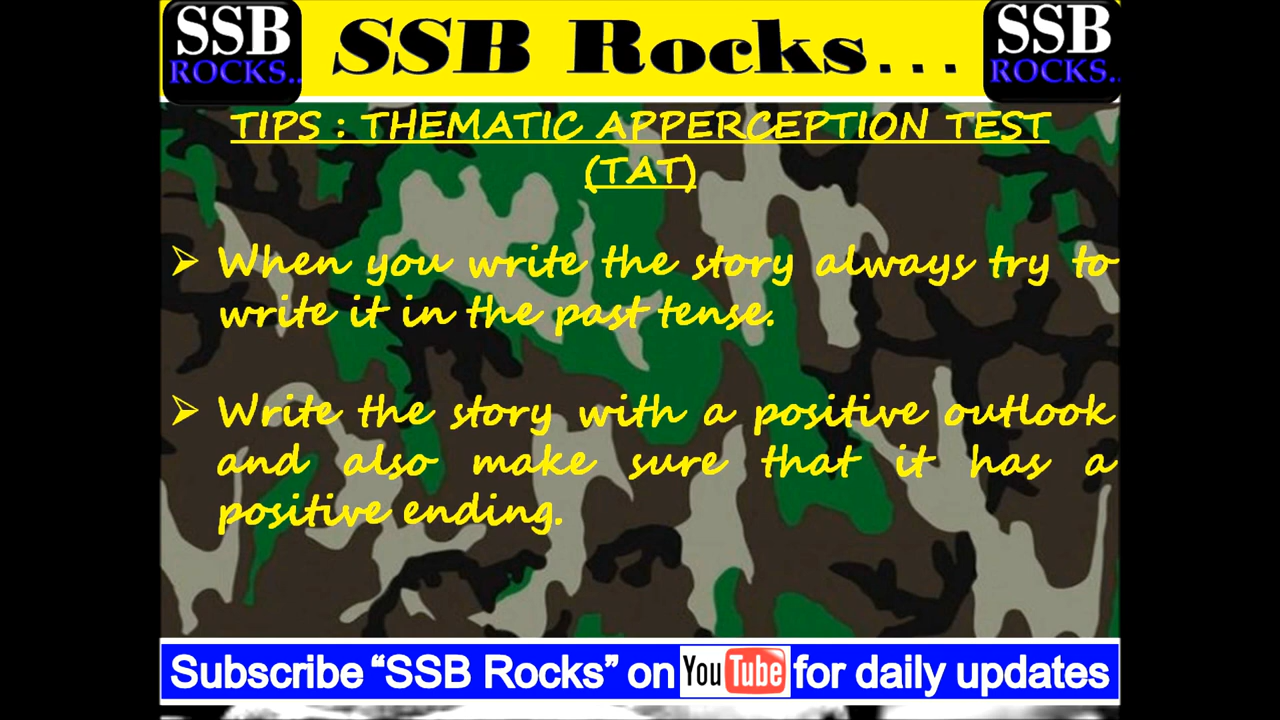 SSB
ROCKS..
SSB Rocks...
SSB
ROCKS..
TIPS : THEMATIC APPERCEPTION TEST
(TAT)
➢ When you write the story always try to
write it in the past tense.
➢ Write the story with a positive outlook
and also make sure that it has a
positive ending.
Subscribe “SSB Rocks” on YouTube for daily updates